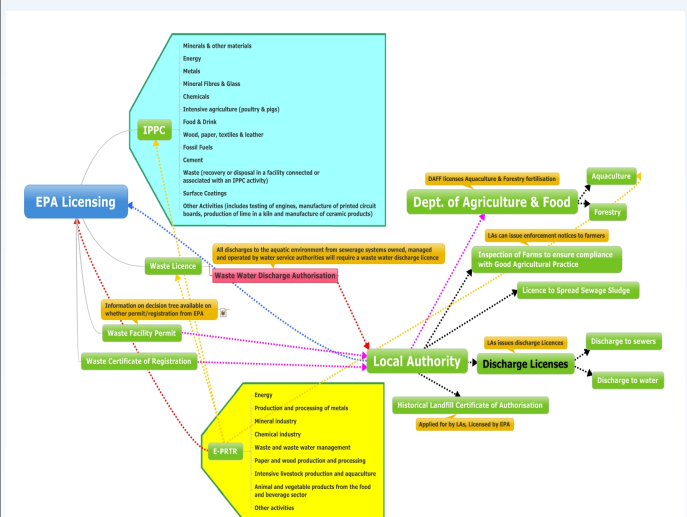 Minerals & other materials
Energy
Metals
Mineral Fibres & Glass
Chemicals
Intensive agriculture (poultry & pigs)
Food & Drink
IPPC
Wood, paper, textiles & leather
Fossil Fuels
Cement
Waste (recovery or disposal in a facility connected or
associated with an IPPC activity)
Surface Coatings
Other Activities (includes testing of engines, manufacture of printed circuit
boards, production of lime in a kiln and manufacture of ceramic products)
EPA Licensing
DAFF licenses Aquaculture & Forestry fertilisation
Aquaculture
Dept. of Agriculture & Food
Forestry
LAs can issue enforcement notices to farmers
Inspection of Farms to ensure compliance
with Good Agricultural Practice
All discharges to the aquatic environment from sewerage systems owned, managed
and operated by water service authorities will require a waste water discharge licence
Waste Licence
Waste Water Discharge Authorisation
Licence to Spread Sewage Sludge
Information on decision tree available on
whether permit/registration from EPA
Waste Facility Permit
LAs issues discharge Licences
Discharge to sewers
Waste Certificate of Registration
Local Authority
Discharge Licenses
Discharge to water
Historical Landfill Certificate of Authorisation
Applied for by LAs, Licensed by EPA
Energy
Production and processing of metals
Mineral industry
Chemical industry
E-PRTR
Waste and waste water management
Paper and wood production and processing
Intensive livestock production and aquaculture
Animal and vegetable products from the food
and beverage sector
Other activities